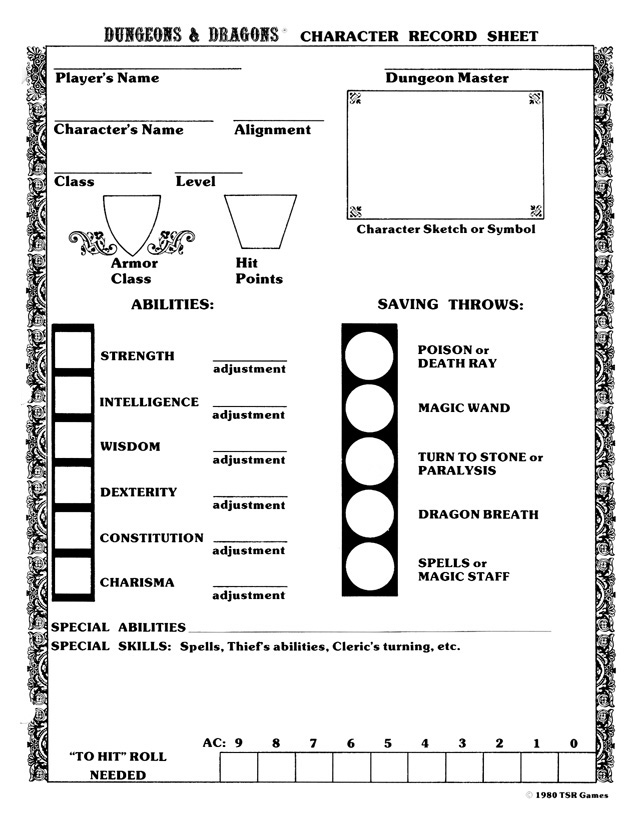 DUNGEONS & DRAGONS® CHARACTER RECORD SHEET
Player's Name
Dungeon Master
Character's Name
Alignment
Class
Level
Character Sketch or Symbol
Armor
Class
Hit
Points
ABILITIES:
STRENGTH
adjustment
INTELLIGENCE
adjustment
WISDOM
adjustment
DEXTERITY
adjustment
CONSTITUTION
adjustment
CHARISMA
adjustment
SAVING THROWS:
POISON or
DEATH RAY
MAGIC WAND
TURN TO STONE or
PARALYSIS
DRAGON BREATH
SPELLS or
MAGIC STAFF
SPECIAL ABILITIES
SPECIAL SKILLS: Spells, Thief's abilities, Cleric's turning, etc.
AC: 9 8 7 6 5 4 3 2 1 0
"TO HIT" ROLL
NEEDED
© 1980 TSR Games